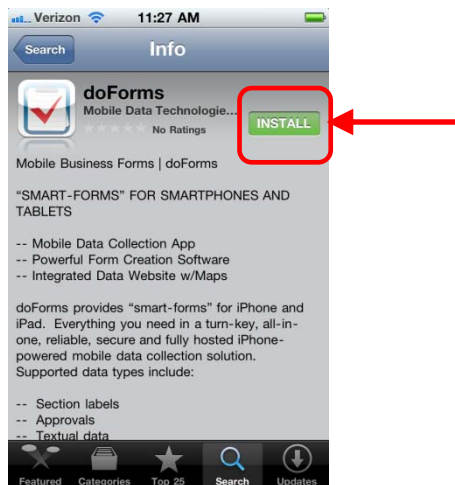 Verizon 11:27 AM
Search Info
doForms
Mobile Data Technologie...
No Ratings
INSTALL
Mobile Business Forms | doForms
“SMART-FORMS” FOR SMARTPHONES AND
TABLETS
-- Mobile Data Collection App
-- Powerful Form Creation Software
-- Integrated Data Website w/Maps
doForms provides “smart-forms” for iPhone and
iPad. Everything you need in a turn-key, all-in-
one, reliable, secure and fully hosted iPhone-
powered mobile data collection solution.
Supported data types include:
-- Section labels
-- Approvals
-- Textual data
Featured Categories Top 25 Search Updates